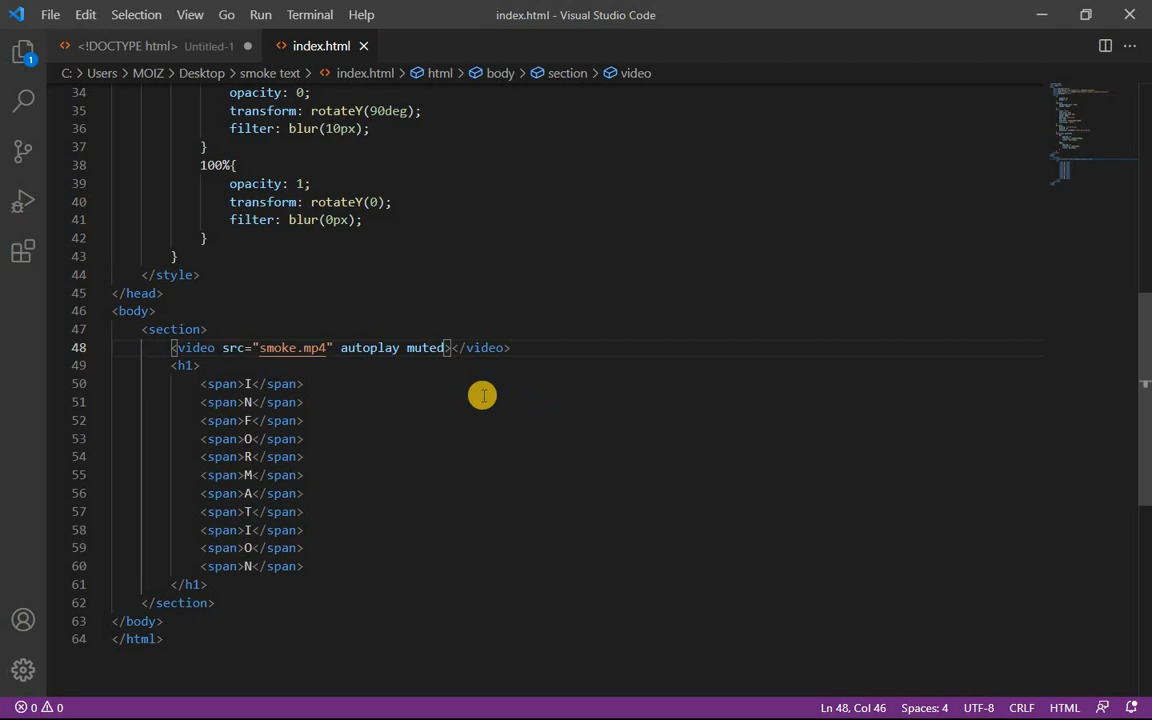 File Edit Selection View Go Run Terminal Help index.html - Visual Studio Code
<!DOCTYPE html> Untitled-1 index.html
C: > Users > MOIZ > Desktop > smoke text > index.html > html > body > section > video
34 opacity: 0;
35 transform: rotateY(90deg);
36 filter: blur(10px);
37 }
38 100%{
39 opacity: 1;
40 transform: rotateY(0);
41 filter: blur(0px);
42 }
43 }
44 </style>
45 </head>
46 <body>
47 <section>
48 <video src="smoke.mp4" autoplay muted></video>
49 <h1>
50 <span>I</span>
51 <span>N</span>
52 <span>F</span>
53 <span>O</span>
54 <span>R</span>
55 <span>M</span>
56 <span>A</span>
57 <span>T</span>
58 <span>I</span>
59 <span>O</span>
60 <span>N</span>
61 </h1>
62 </section>
63 </body>
64 </html>
1
0 0 Ln 48, Col 46 Spaces: 4 UTF-8 CRLF HTML